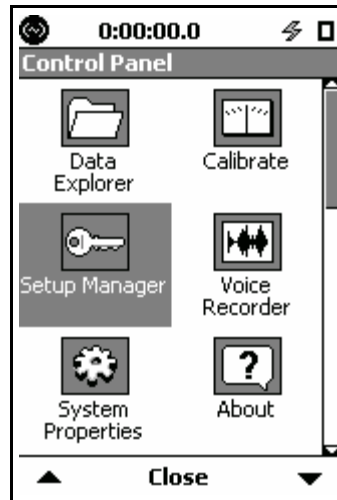 0:00:00.0
Control Panel
Data
Explorer
Calibrate
Setup Manager
Voice
Recorder
System
Properties
?
About
Close